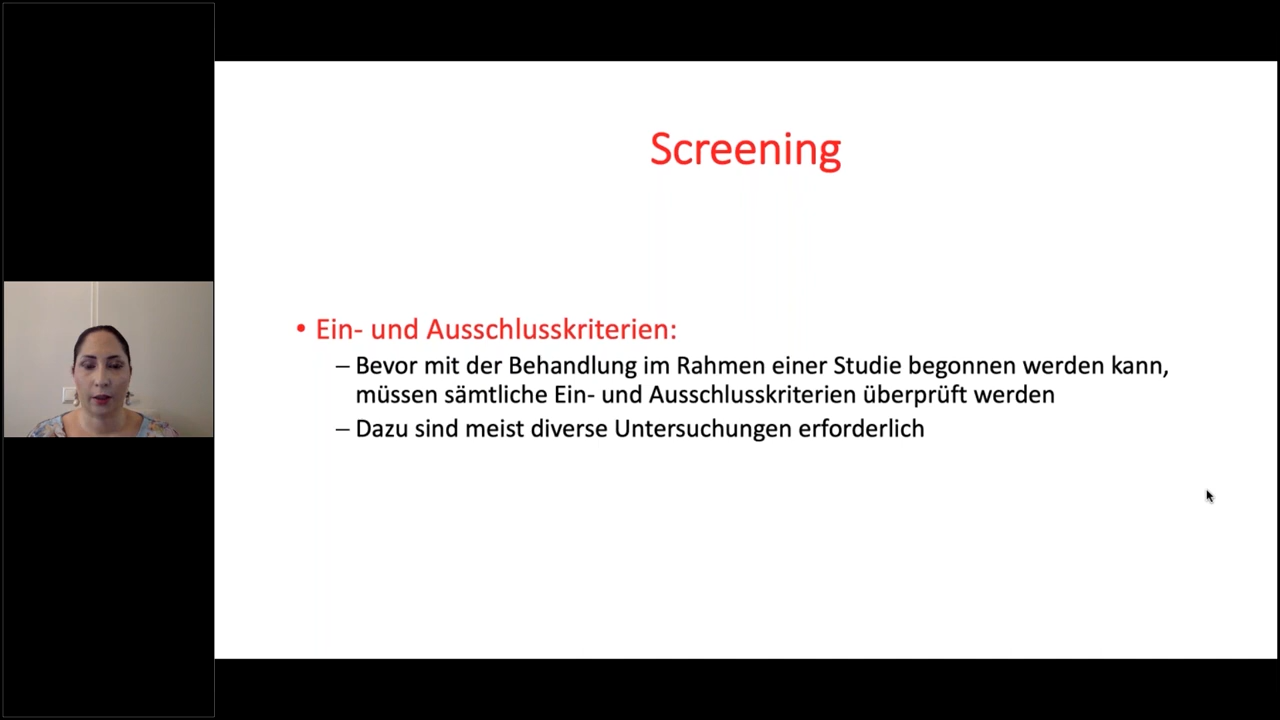 Screening
• Ein- und Ausschlusskriterien:
– Bevor mit der Behandlung im Rahmen einer Studie begonnen werden kann,
müssen sämtliche Ein- und Ausschlusskriterien überprüft werden
– Dazu sind meist diverse Untersuchungen erforderlich